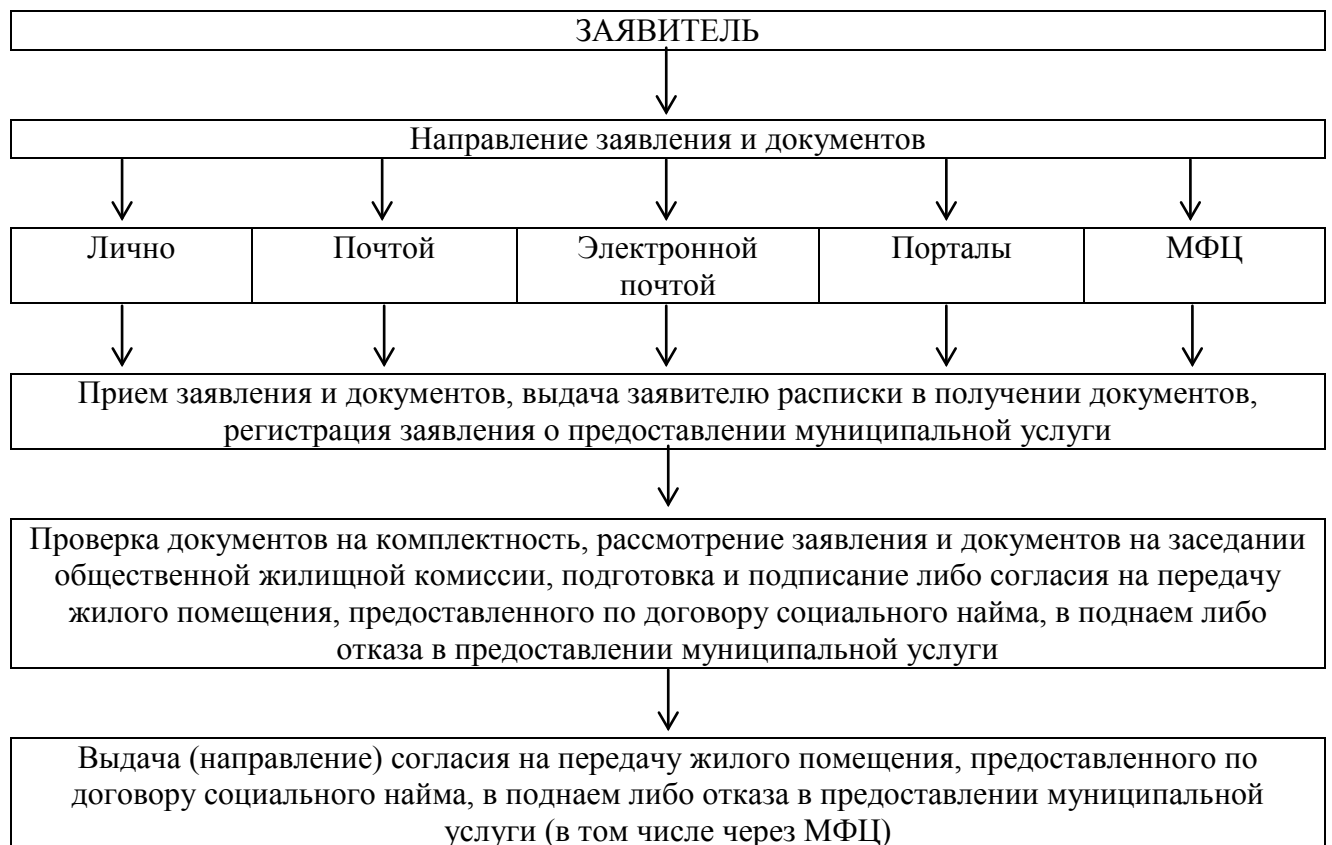 ЗАЯВИТЕЛЬ
Направление заявления и документов
Лично
Почтой
Электронной
почтой
Порталы
МФЦ
Прием заявления и документов, выдача заявителю расписки в получении документов,
регистрация заявления о предоставлении муниципальной услуги
Проверка документов на комплектность, рассмотрение заявления и документов на заседании
общественной жилищной комиссии, подготовка и подписание либо согласия на передачу
жилого помещения, предоставленного по договору социального найма, в поднаем либо
отказа в предоставлении муниципальной услуги
Выдача (направление) согласия на передачу жилого помещения, предоставленного по
договору социального найма, в поднаем либо отказа в предоставлении муниципальной
услуги (в том числе через МФЦ)